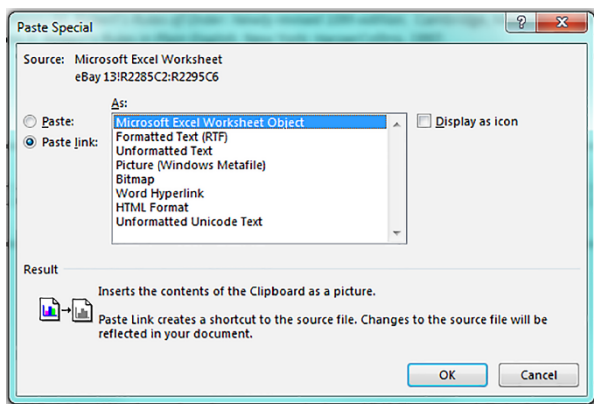 Paste Special
Source: Microsoft Excel Worksheet
eBay 13!R2285C2:R2295C6
As:
Paste:
Paste link:
Microsoft Excel Worksheet Object
Formatted Text (RTF)
Unformatted Text
Picture (Windows Metafile)
Bitmap
Word Hyperlink
HTML Format
Unformatted Unicode Text
Display as icon
Result
Inserts the contents of the Clipboard as a picture.
Paste Link creates a shortcut to the source file. Changes to the source file will be
reflected in your document.
OK
Cancel